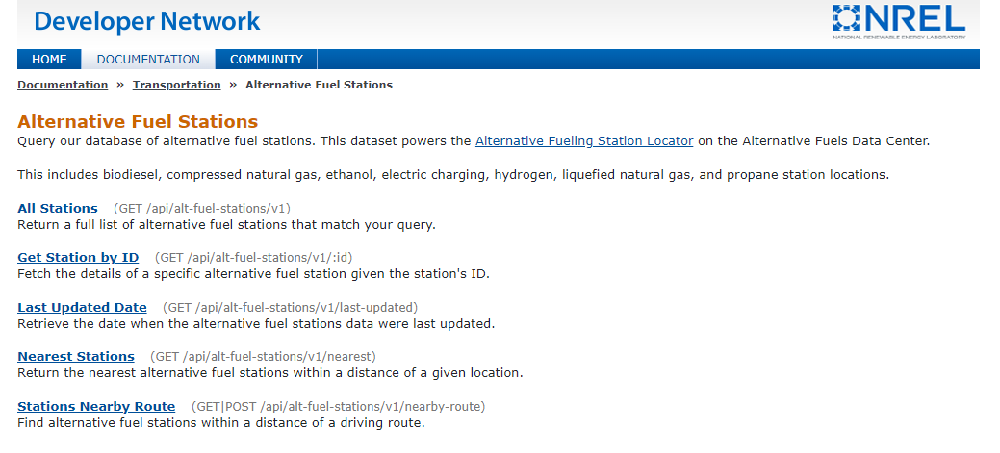 Developer Network
NREL
NATIONAL RENEWABLE ENERGY LABORATORY
HOME DOCUMENTATION COMMUNITY
Documentation » Transportation » Alternative Fuel Stations
Alternative Fuel Stations
Query our database of alternative fuel stations. This dataset powers the Alternative Fueling Station Locator on the Alternative Fuels Data Center.
This includes biodiesel, compressed natural gas, ethanol, electric charging, hydrogen, liquefied natural gas, and propane station locations.
All Stations (GET /api/alt-fuel-stations/v1)
Return a full list of alternative fuel stations that match your query.
Get Station by ID (GET /api/alt-fuel-stations/v1/:id)
Fetch the details of a specific alternative fuel station given the station's ID.
Last Updated Date (GET /api/alt-fuel-stations/v1/last-updated)
Retrieve the date when the alternative fuel stations data were last updated.
Nearest Stations (GET /api/alt-fuel-stations/v1/nearest)
Return the nearest alternative fuel stations within a distance of a given location.
Stations Nearby Route (GET|POST /api/alt-fuel-stations/v1/nearby-route)
Find alternative fuel stations within a distance of a driving route.